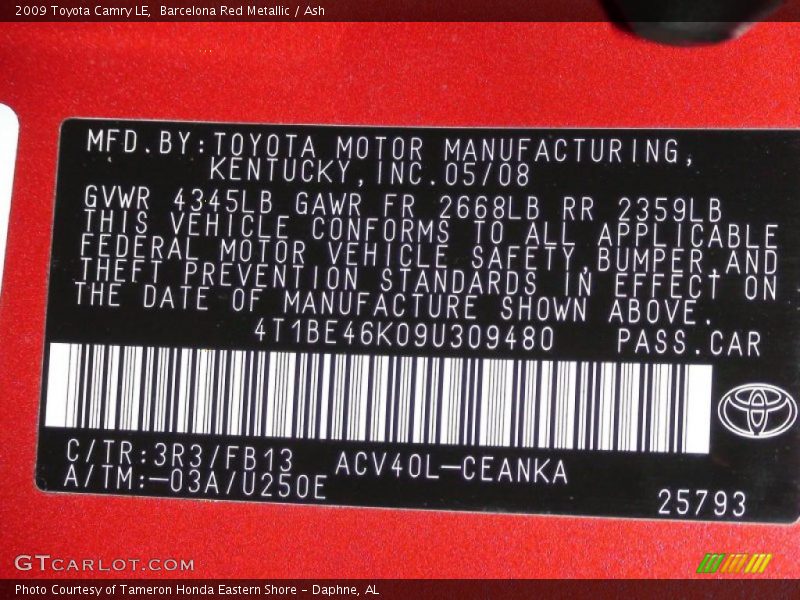 2009 Toyota Camry LE,  Barcelona Red Metallic / Ash
MFD.BY:TOYOTA MOTOR MANUFACTURING,
KENTUCKY,INC.05/08
GVWR 4345LB GAWR FR 2668LB RR 2359LB
THIS VEHICLE CONFORMS TO ALL APPLICABLE
FEDERAL MOTOR VEHICLE SAFETY,BUMPER,AND
THEFT PREVENTION STANDARDS IN EFFECT ON
THE DATE OF MANUFACTURE SHOWN ABOVE.
4T1BE46K09U309480 PASS.CAR
C/TR:3R3/FB13 ACV40L-CEANKA
A/TM:-03A/U250E
25793
GTCARLOT.COM
Photo Courtesy of Tameron Honda Eastern Shore - Daphne, AL